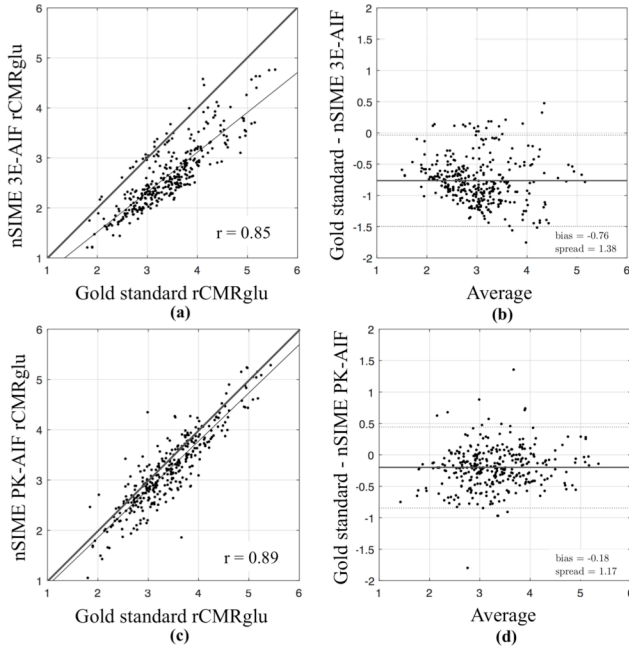 6
5
4
3
2
1
nSIME 3E-AIF rCMRglu
r = 0.85
1 2 3 4 5 6
Gold standard rCMRglu
(a)
2
1.5
1
0.5
0
-0.5
-1
-1.5
-2
Gold standard - nSIME 3E-AIF
bias = -0.76
spread = 1.38
1 2 3 4 5 6
Average
(b)
6
5
4
3
2
1
nSIME PK-AIF rCMRglu
r = 0.89
1 2 3 4 5 6
Gold standard rCMRglu
(c)
2
1.5
1
0.5
0
-0.5
-1
-1.5
-2
Gold standard - nSIME PK-AIF
bias = -0.18
spread = 1.17
1 2 3 4 5 6
Average
(d)